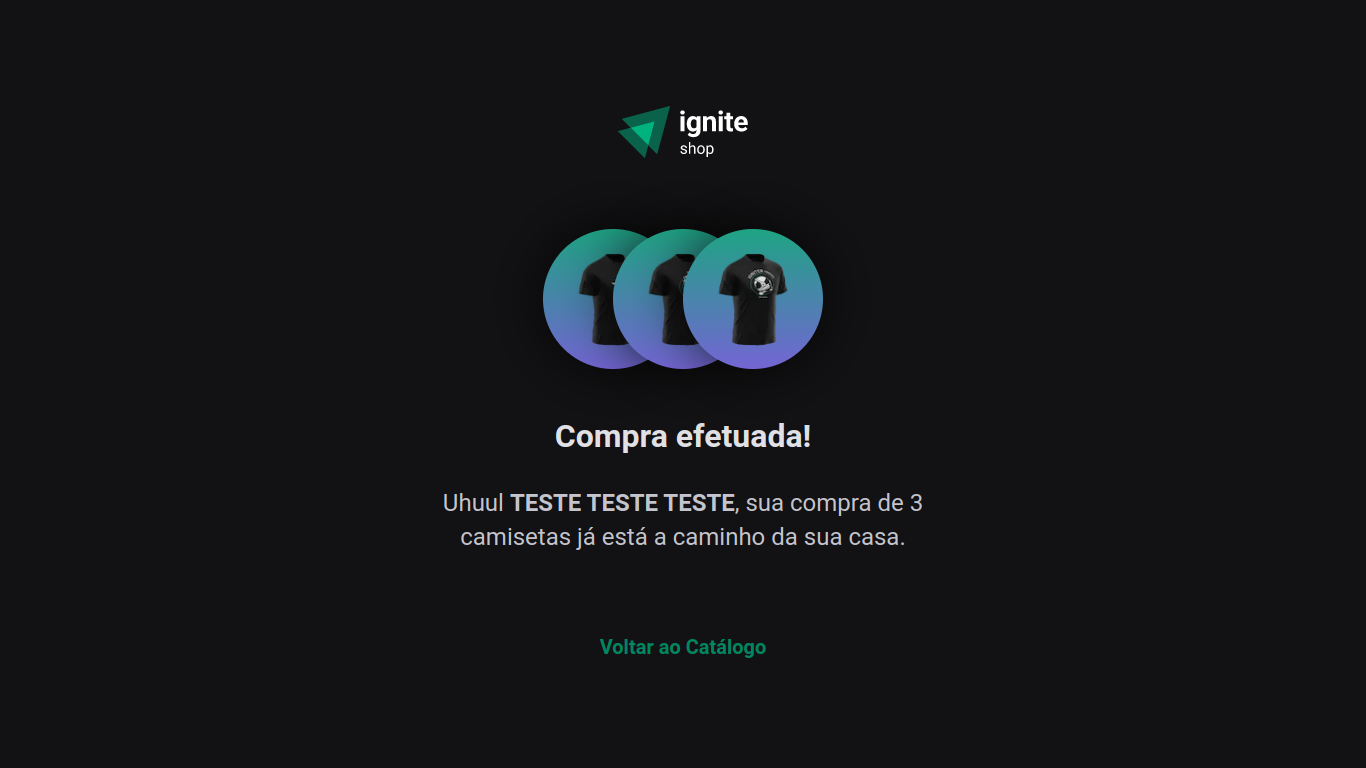 ignite
shop
Compra efetuada!
Uhuul TESTE TESTE TESTE, sua compra de 3
camisetas já está a caminho da sua casa.
Voltar ao Catálogo